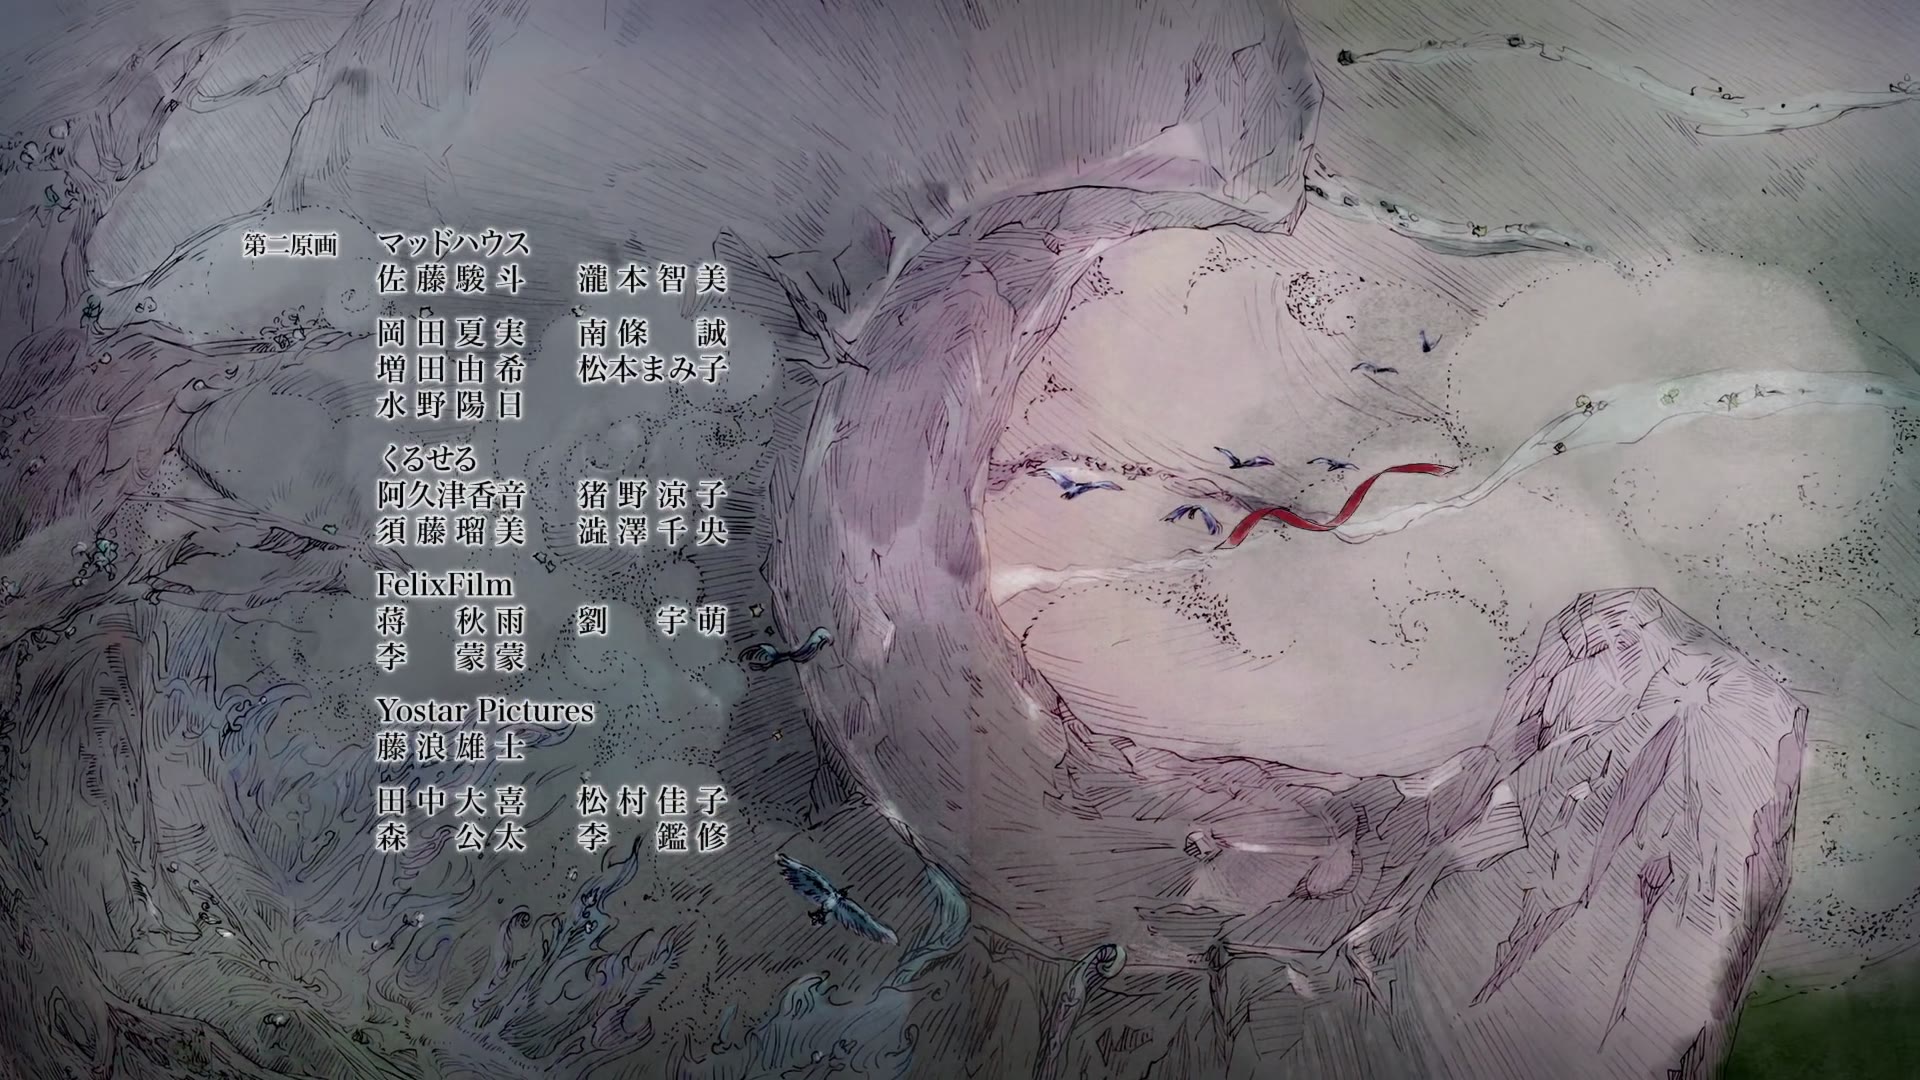 第二原画 マッドハウス
佐藤駿斗 瀧本智美
岡田夏実 南條 誠
増田由希 松本まみ子
水野陽日
くるせる
阿久津香音 猪野涼子
須藤瑠美 澁澤千央
FelixFilm
蒋 秋雨 劉 宇萌
李 蒙蒙
Yostar Pictures
藤浪雄士
田中大喜 松村佳子
森 公太 李 鑑修